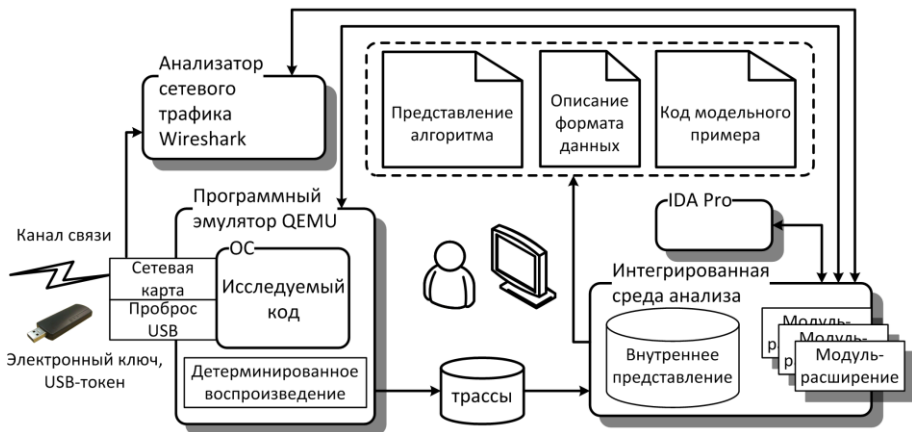 Анализатор
сетевого
трафика
Wireshark
Представление
алгоритма
Описание
формата
данных
Код модельного
примера
Программный
эмулятор QEMU
IDA Pro
Канал связи
ОС
Сетевая
карта
Исследуемый
код
Проброс
USB
Интегрированная
среда анализа
Электронный ключ,
USB-токен
Детерминированное
воспроизведение
трассы
Внутреннее
представление
Модуль-
р
Модуль-
р
Модуль-
расширение